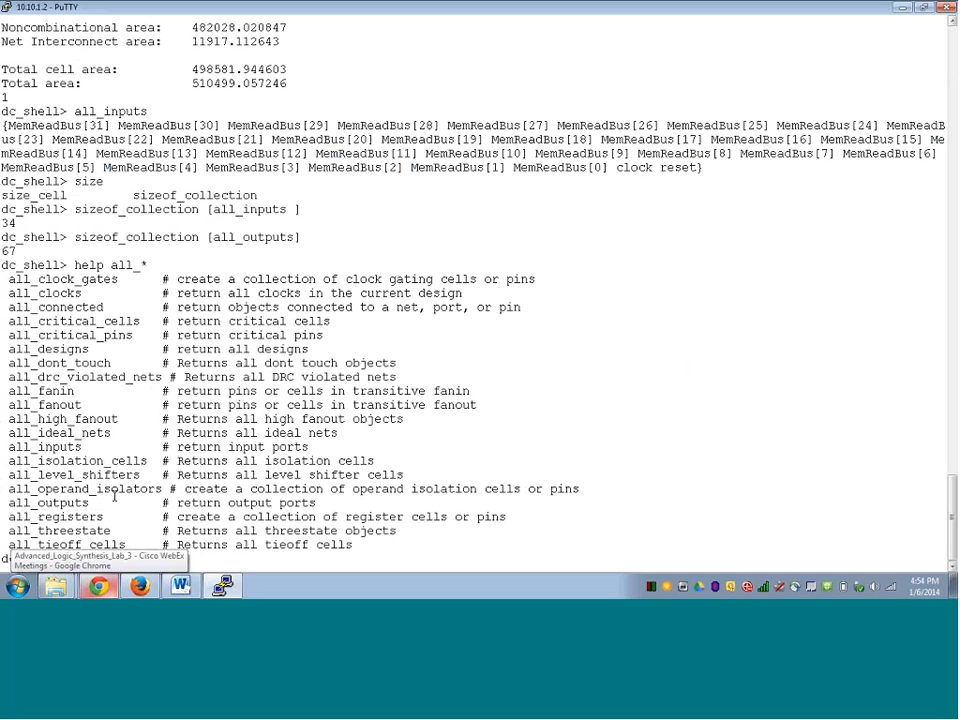 10.10.1.2 - PuTTY
Noncombinational area:    482028.020847
Net Interconnect area:    11917.112643
Total cell area:          498581.944603
Total area:               510499.057246
1
dc_shell> all_inputs
{MemReadBus[31] MemReadBus[30] MemReadBus[29] MemReadBus[28] MemReadBus[27] MemReadBus[26] MemReadBus[25] MemReadBus[24] MemReadB
us[23] MemReadBus[22] MemReadBus[21] MemReadBus[20] MemReadBus[19] MemReadBus[18] MemReadBus[17] MemReadBus[16] MemReadBus[15] Me
mReadBus[14] MemReadBus[13] MemReadBus[12] MemReadBus[11] MemReadBus[10] MemReadBus[9] MemReadBus[8] MemReadBus[7] MemReadBus[6]
MemReadBus[5] MemReadBus[4] MemReadBus[3] MemReadBus[2] MemReadBus[1] MemReadBus[0] clock reset}
dc_shell> size
size_cell         sizeof_collection
dc_shell> sizeof_collection [all_inputs ]
34
dc_shell> sizeof_collection [all_outputs]
67
dc_shell> help all_*
all_clock_gates      # create a collection of clock gating cells or pins
all_clocks           # return all clocks in the current design
all_connected        # return objects connected to a net, port, or pin
all_critical_cells   # return critical cells
all_critical_pins    # return critical pins
all_designs          # return all designs
all_dont_touch       # Returns all dont touch objects
all_drc_violated_nets # Returns all DRC violated nets
all_fanin            # return pins or cells in transitive fanin
all_fanout           # return pins or cells in transitive fanout
all_high_fanout      # Returns all high fanout objects
all_ideal_nets       # Returns all ideal nets
all_inputs           # return input ports
all_isolation_cells  # Returns all isolation cells
all_level_shifters   # Returns all level shifter cells
all_operand_isolators # create a collection of operand isolation cells or pins
all_outputs          # return output ports
all_registers        # create a collection of register cells or pins
all_threestate       # Returns all threestate objects
all_tieoff_cells     # Returns all tieoff cells
Advanced_Logic_Synthesis_Lab_3 - Cisco WebEx
Meetings - Google Chrome
4:54 PM
1/6/2014